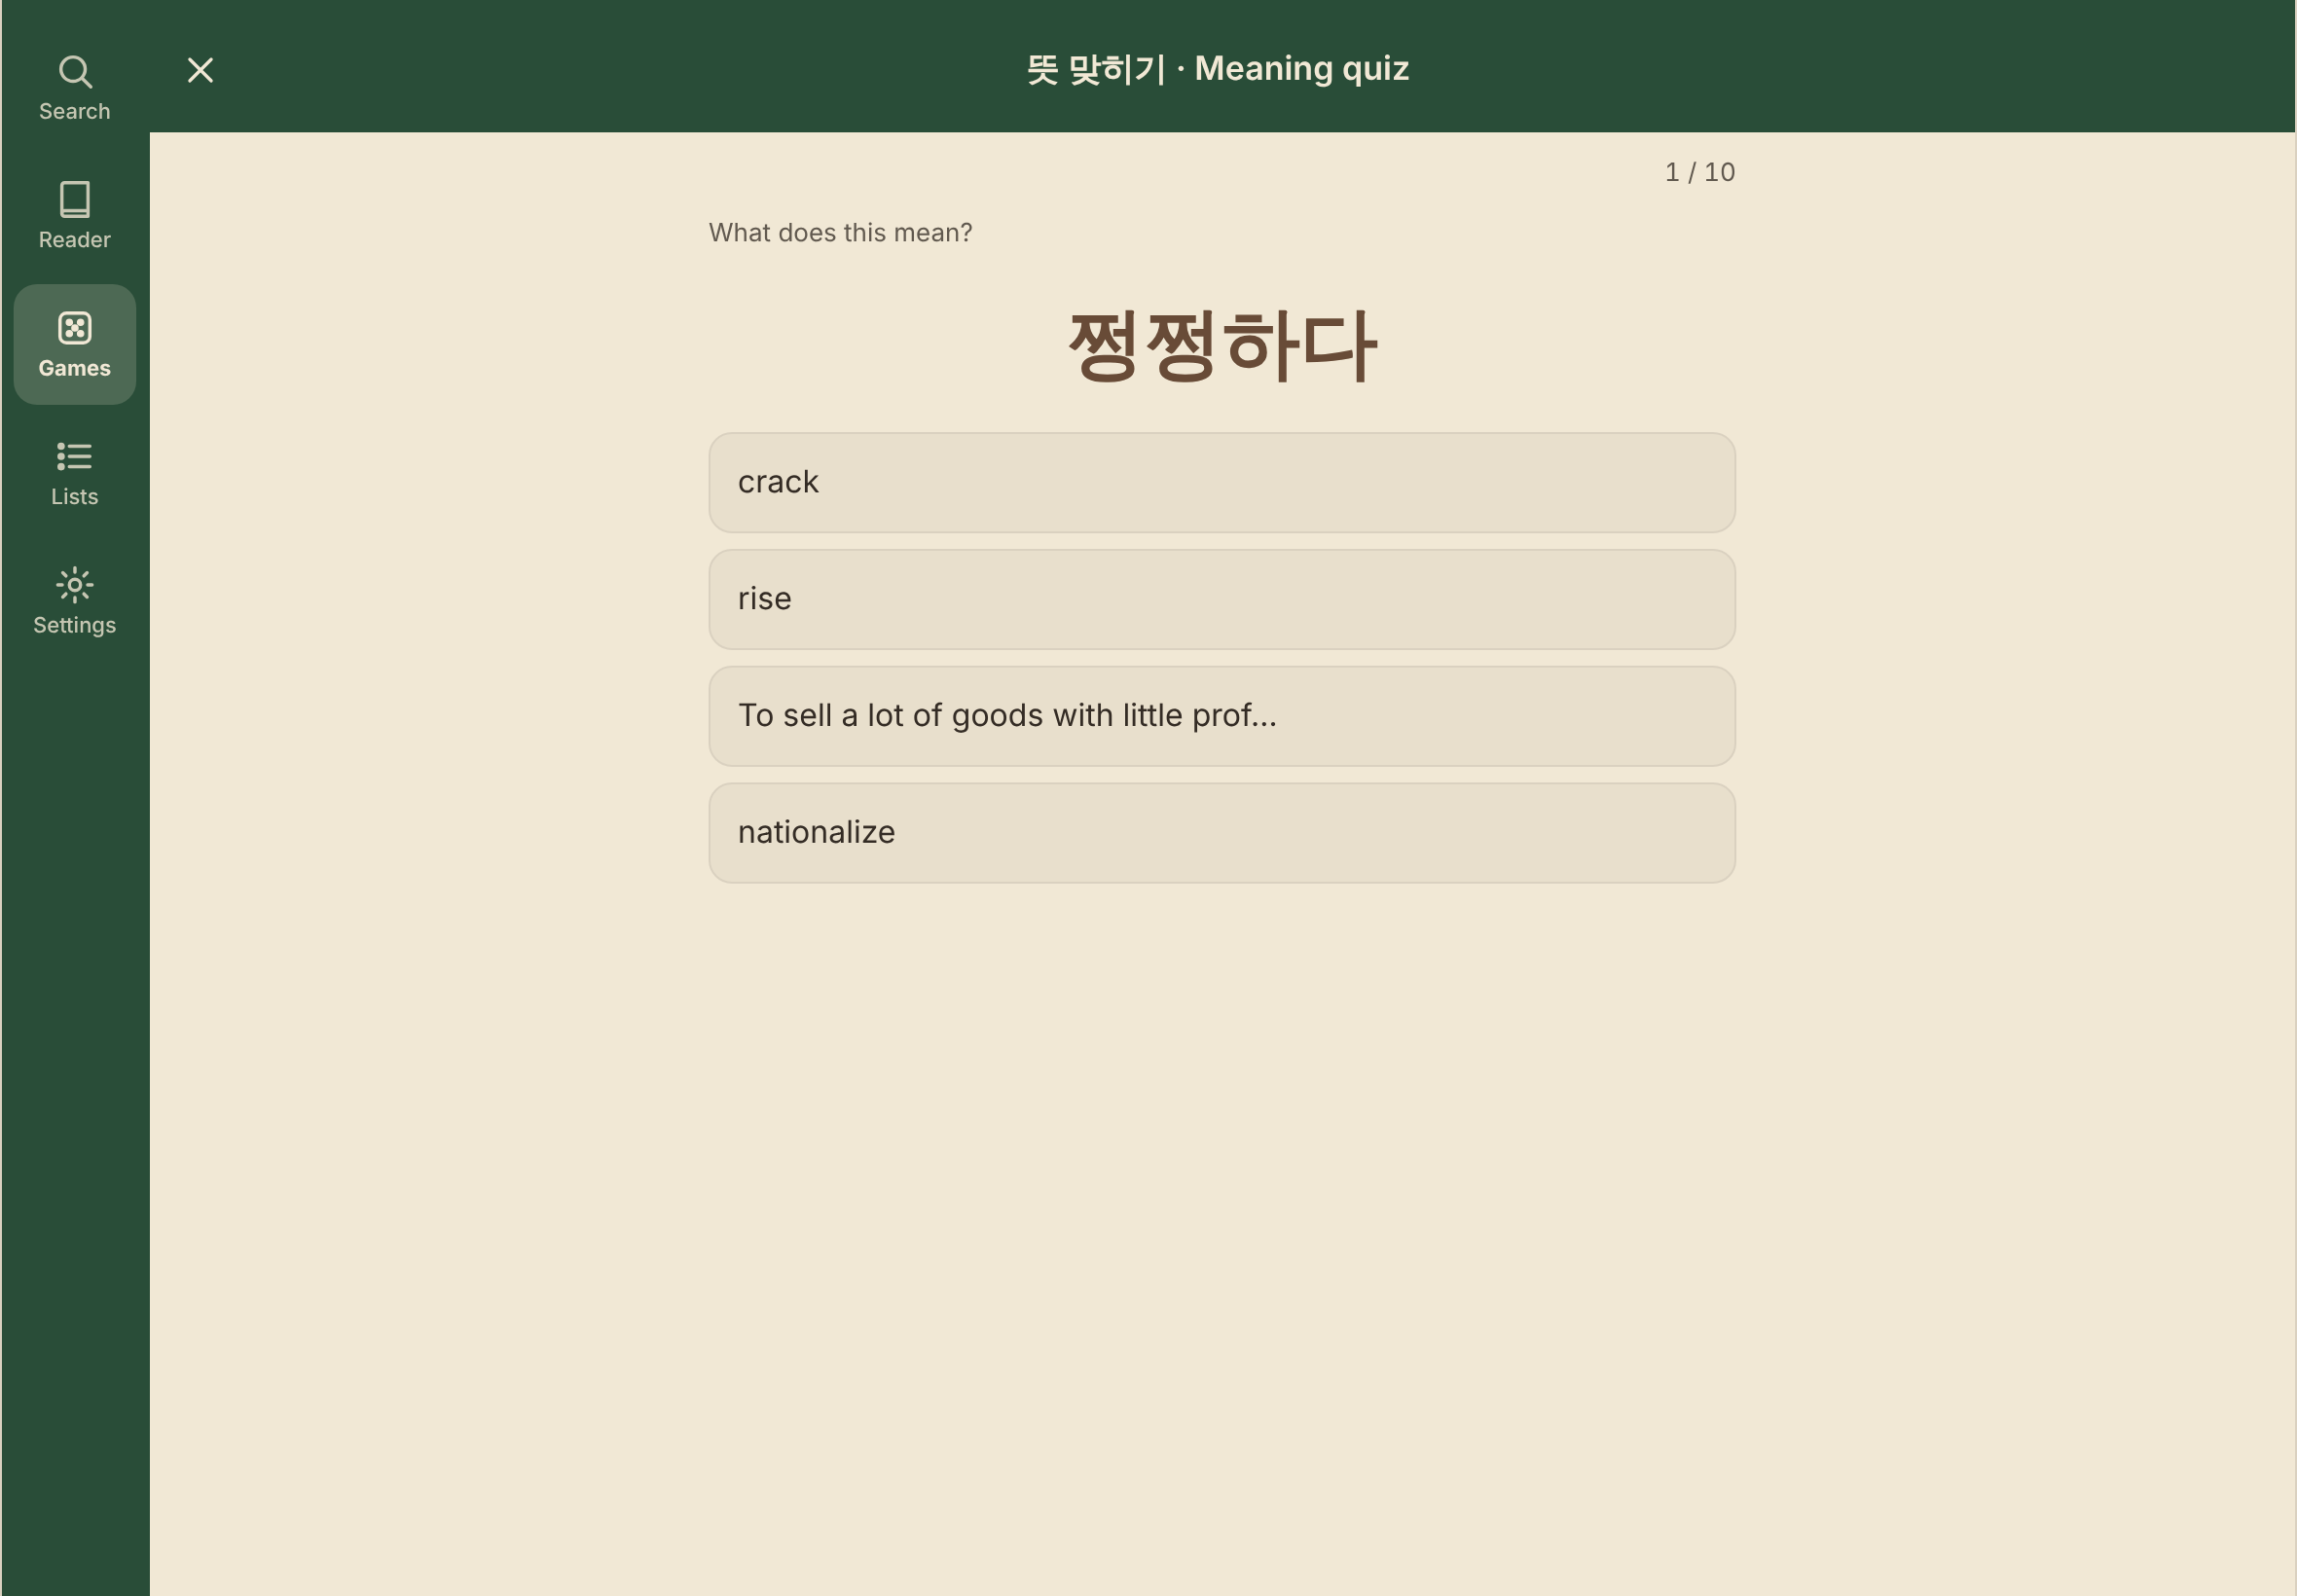 Search
Reader
Games
Lists
Settings
뜻 맞히기 · Meaning quiz
1 / 10
What does this mean?
쩡쩡하다
crack
rise
To sell a lot of goods with little prof...
nationalize